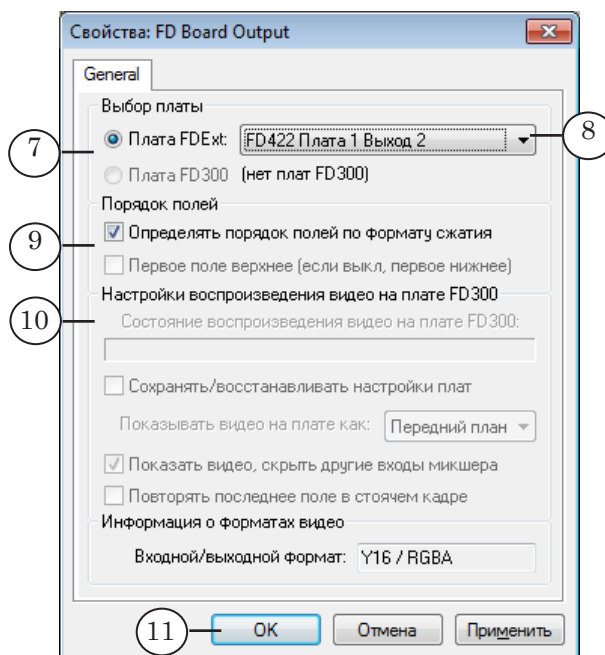 Свойства: FD Board Output
General
Выбор платы
7
Плата FDExt: FD422 Плата 1 Выход 2
8
Плата FD300 (нет плат FD300)
Порядок полей
9
Определять порядок полей по формату сжатия
Первое поле верхнее (если выкл, первое нижнее)
Настройки воспроизведения видео на плате FD300
10
Состояние воспроизведения видео на плате FD300:
Сохранять/восстанавливать настройки плат
Показывать видео на плате как: Передний план
Показать видео, скрыть другие входы микшера
Повторять последнее поле в стоячем кадре
Информация о форматах видео
Входной/выходной формат: Y16 / RGBA
11
OK Отмена Применить